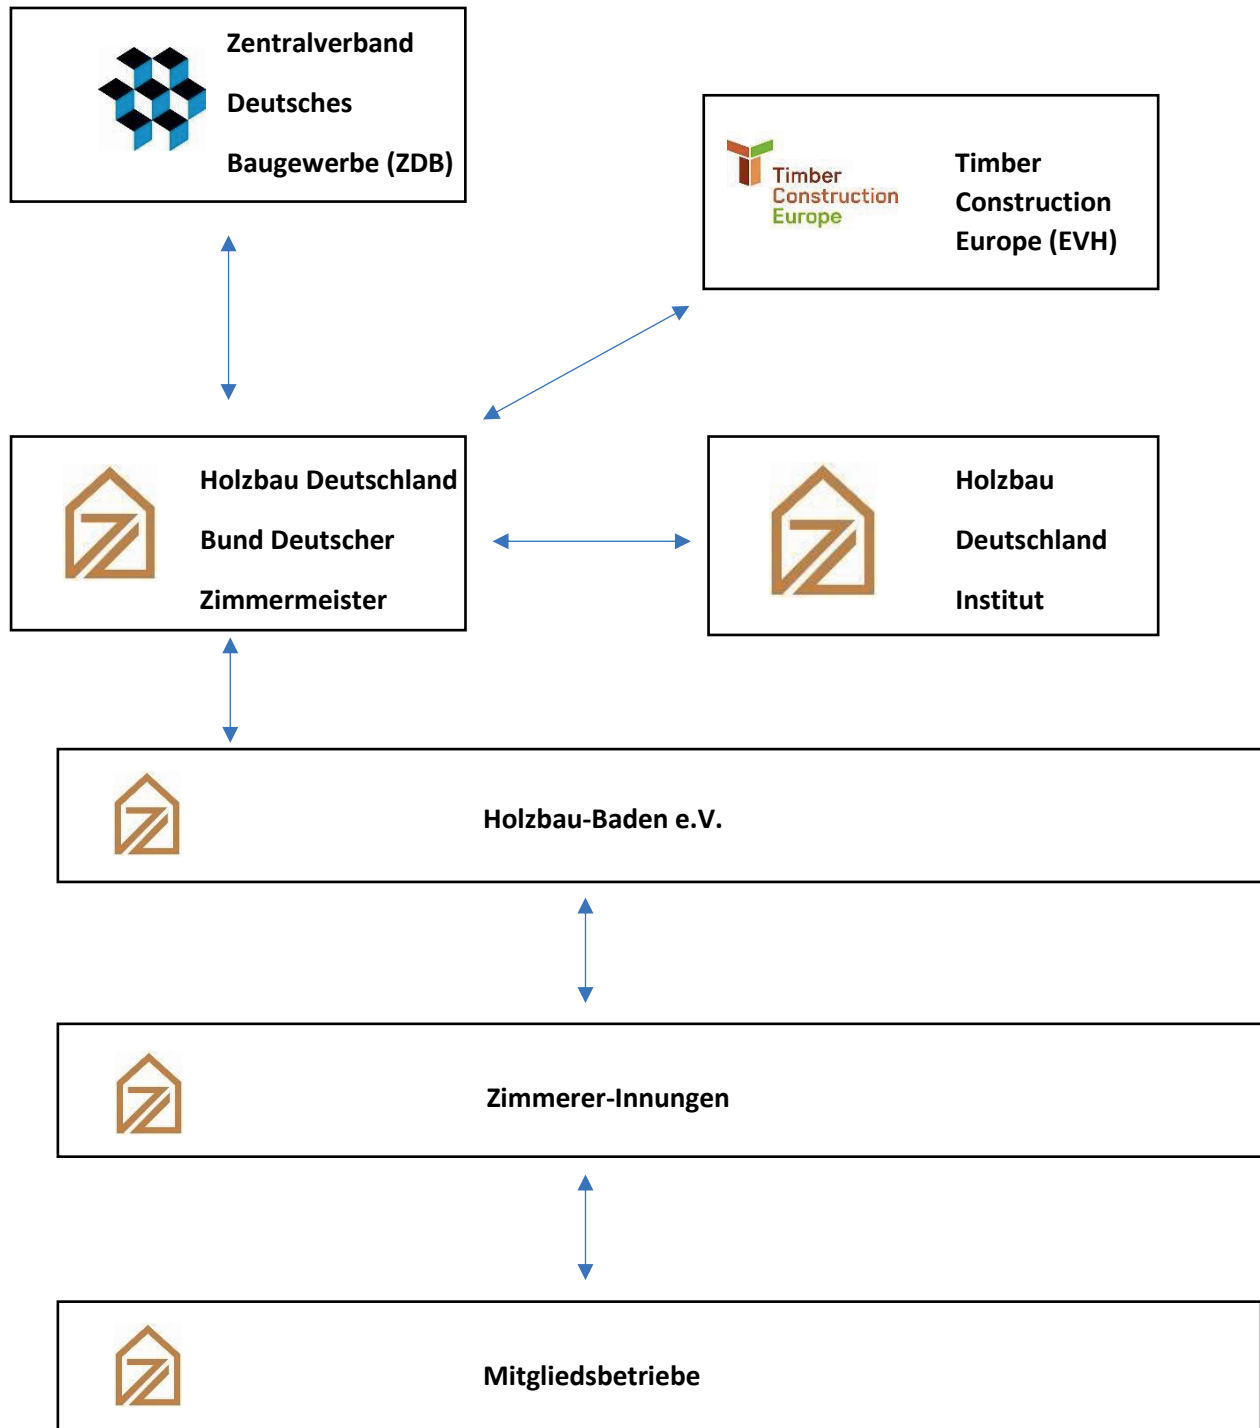 Zentralverband
Deutsches
Baugewerbe (ZDB)
Timber
Construction
Europe
Timber
Construction
Europe (EVH)
Holzbau Deutschland
Bund Deutscher
Zimmermeister
Holzbau
Deutschland
Institut
Holzbau-Baden e.V.
Zimmerer-Innungen
Mitgliedsbetriebe